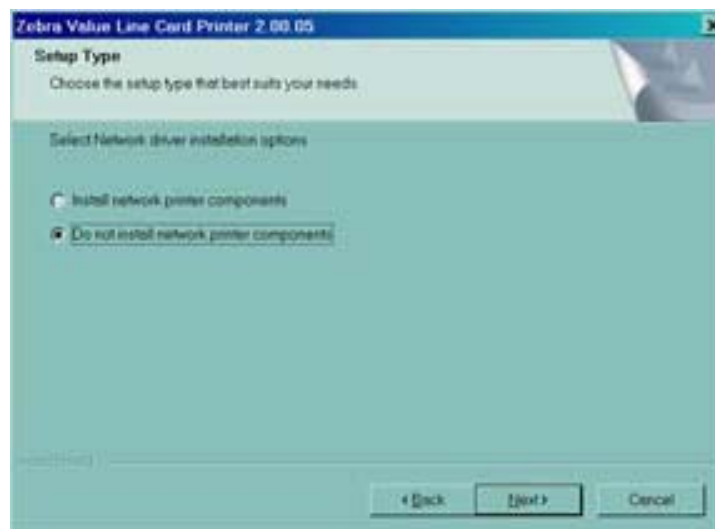 Zebra Value Line Card Printer 2.00.05
Setup Type
Choose the setup type that best suits your needs
Select Network driver installation options
Install network printer components
Do not install network printer components
< Back
Next >
Cancel